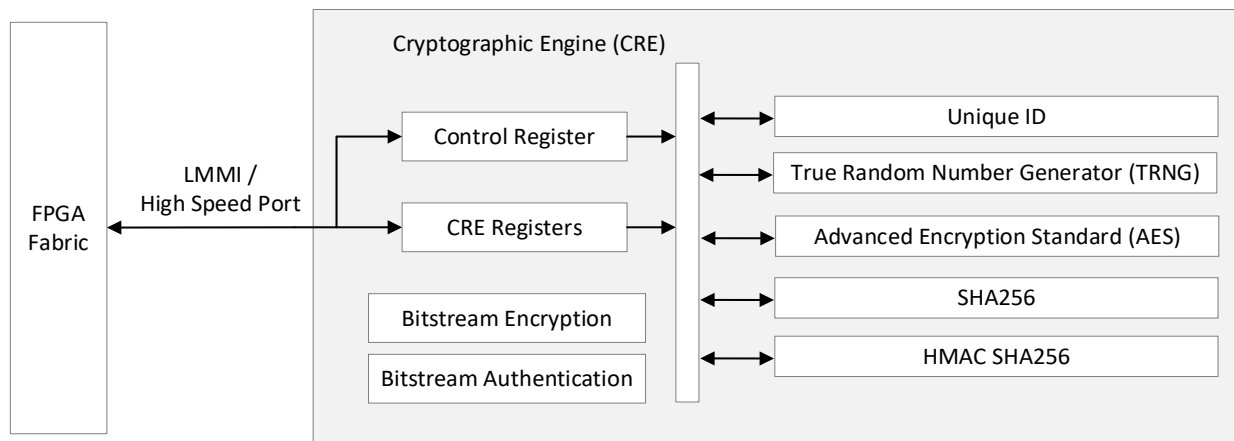 Cryptographic Engine (CRE)
Control Register
CRE Registers
Bitstream Encryption
Bitstream Authentication
LMMI /
High Speed Port
FPGA
Fabric
Unique ID
True Random Number Generator (TRNG)
Advanced Encryption Standard (AES)
SHA256
HMAC SHA256